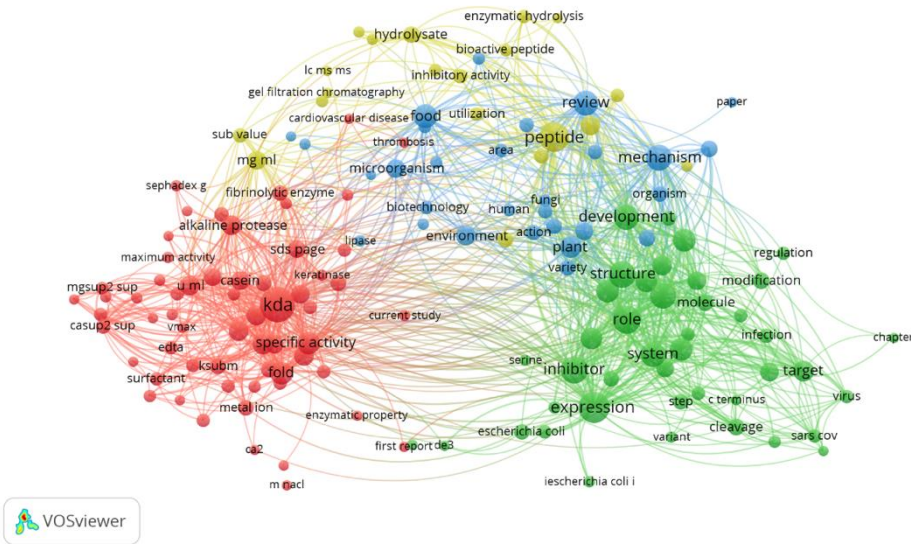 enzymatic hydrolysis
hydrolysate
bioactive peptide
lc ms ms
inhibitory activity
gel filtration chromatography
review
paper
cardiovascular disease
food
utilization
sub value
thrombosis
peptide
area
mechanism
mg ml
microorganism
sephadex g
fibrinolytic enzyme
organism
biotechnology
human
fungi
development
alkaline protease
environment
action
lipase
plant
sds page
regulation
maximum activity
variety
keratinase
structure
modification
mgsup2 sup
u ml
casein
molecule
kda
current study
role
casup2 sup
vmax
infection
chapter
edta
specific activity
serine
system
ksubm
fold
inhibitor
target
surfactant
virus
metal ion
expression
step
c terminus
enzymatic property
cleavage
escherichia coli
variant
sars cov
ca2
first report
de3
m nacl
iescherichia coli i
VOSviewer